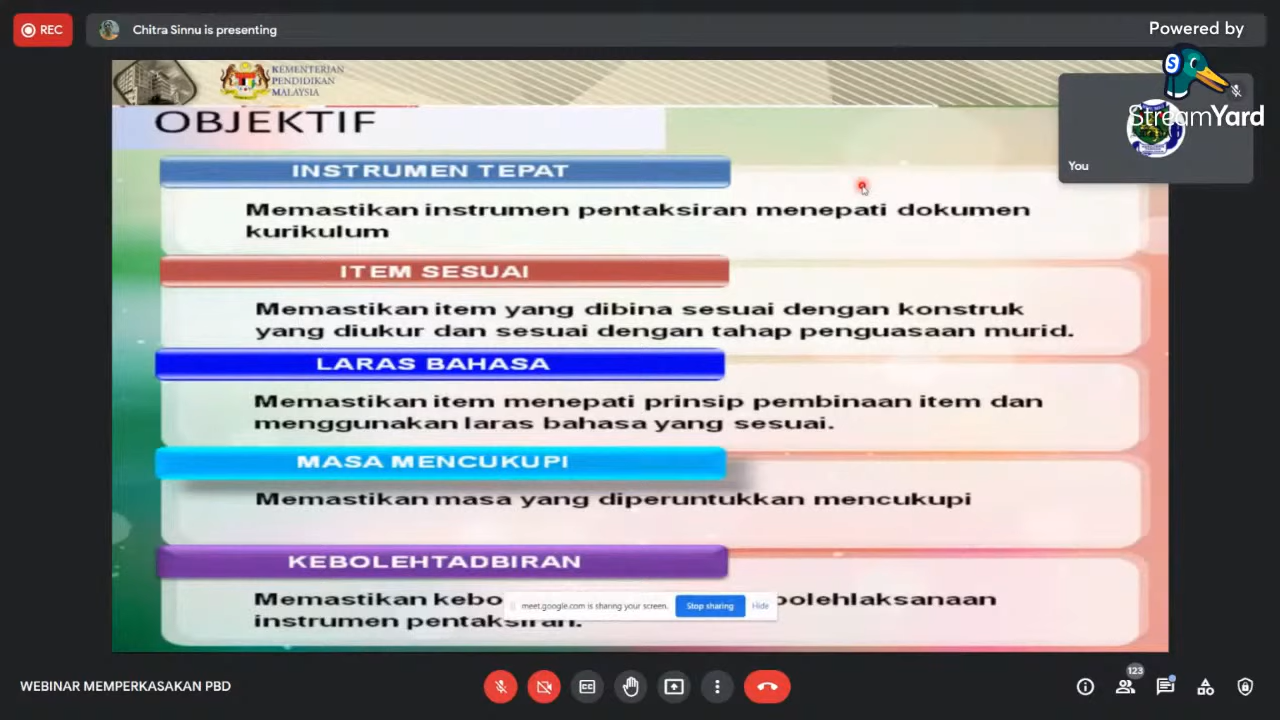 REC
Chitra Sinnu is presenting
Powered by
StreamYard
KEMENTERIAN
PENDIDIKAN
MALAYSIA
You
OBJEKTIF
INSTRUMEN TEPAT
Memastikan instrumen pentaksiran menepati dokumen
kurikulum
ITEM SESUAI
Memastikan item yang dibina sesuai dengan konstruk
yang diukur dan sesuai dengan tahap penguasaan murid.
LARAS BAHASA
Memastikan item menepati prinsip pembinaan item dan
menggunakan laras bahasa yang sesuai.
MASA MENCUKUPI
Memastikan masa yang diperuntukkan mencukupi
KEBOLEHTADBIRAN
Memastikan kebo olehlaksanaan
meet.google.com is sharing your screen. Stop sharing Hide
instrumen pentaksiran.
WEBINAR MEMPERKASAKAN PBD
CC
123